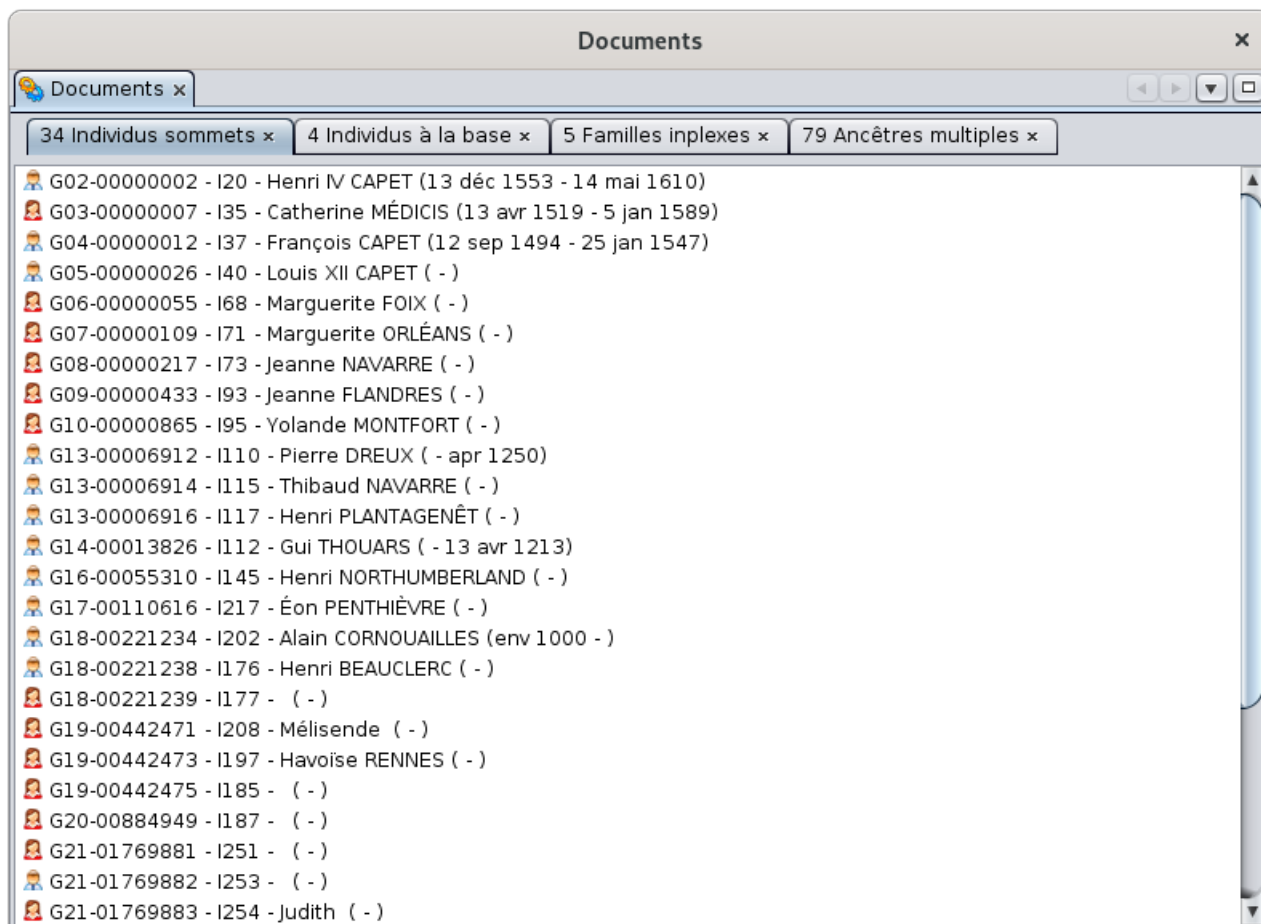 Documents
Documents
34 Individus sommets
4 Individus à la base
5 Familles inplexes
79 Ancêtres multiples
G02-00000002 - I20 - Henri IV CAPET (13 déc 1553 - 14 mai 1610)
G03-00000007 - I35 - Catherine MÉDICIS (13 avr 1519 - 5 jan 1589)
G04-00000012 - I37 - François CAPET (12 sep 1494 - 25 jan 1547)
G05-00000026 - I40 - Louis XII CAPET ( - )
G06-00000055 - I68 - Marguerite FOIX ( - )
G07-00000109 - I71 - Marguerite ORLÉANS ( - )
G08-00000217 - I73 - Jeanne NAVARRE ( - )
G09-00000433 - I93 - Jeanne FLANDRES ( - )
G10-00000865 - I95 - Yolande MONTFORT ( - )
G13-00006912 - I110 - Pierre DREUX ( - apr 1250)
G13-00006914 - I115 - Thibaud NAVARRE ( - )
G13-00006916 - I117 - Henri PLANTAGENÊT ( - )
G14-00013826 - I112 - Gui THOUARS ( - 13 avr 1213)
G16-00055310 - I145 - Henri NORTHUMBERLAND ( - )
G17-00110616 - I217 - Éon PENTHIÈVRE ( - )
G18-00221234 - I202 - Alain CORNOUAILLES (env 1000 - )
G18-00221238 - I176 - Henri BEAUCLERC ( - )
G18-00221239 - I177 -  ( - )
G19-00442471 - I208 - Mélisende  ( - )
G19-00442473 - I197 - Havoïse RENNES ( - )
G19-00442475 - I185 -  ( - )
G20-00884949 - I187 -  ( - )
G21-01769881 - I251 -  ( - )
G21-01769882 - I253 -  ( - )
G21-01769883 - I254 - Judith  ( - )